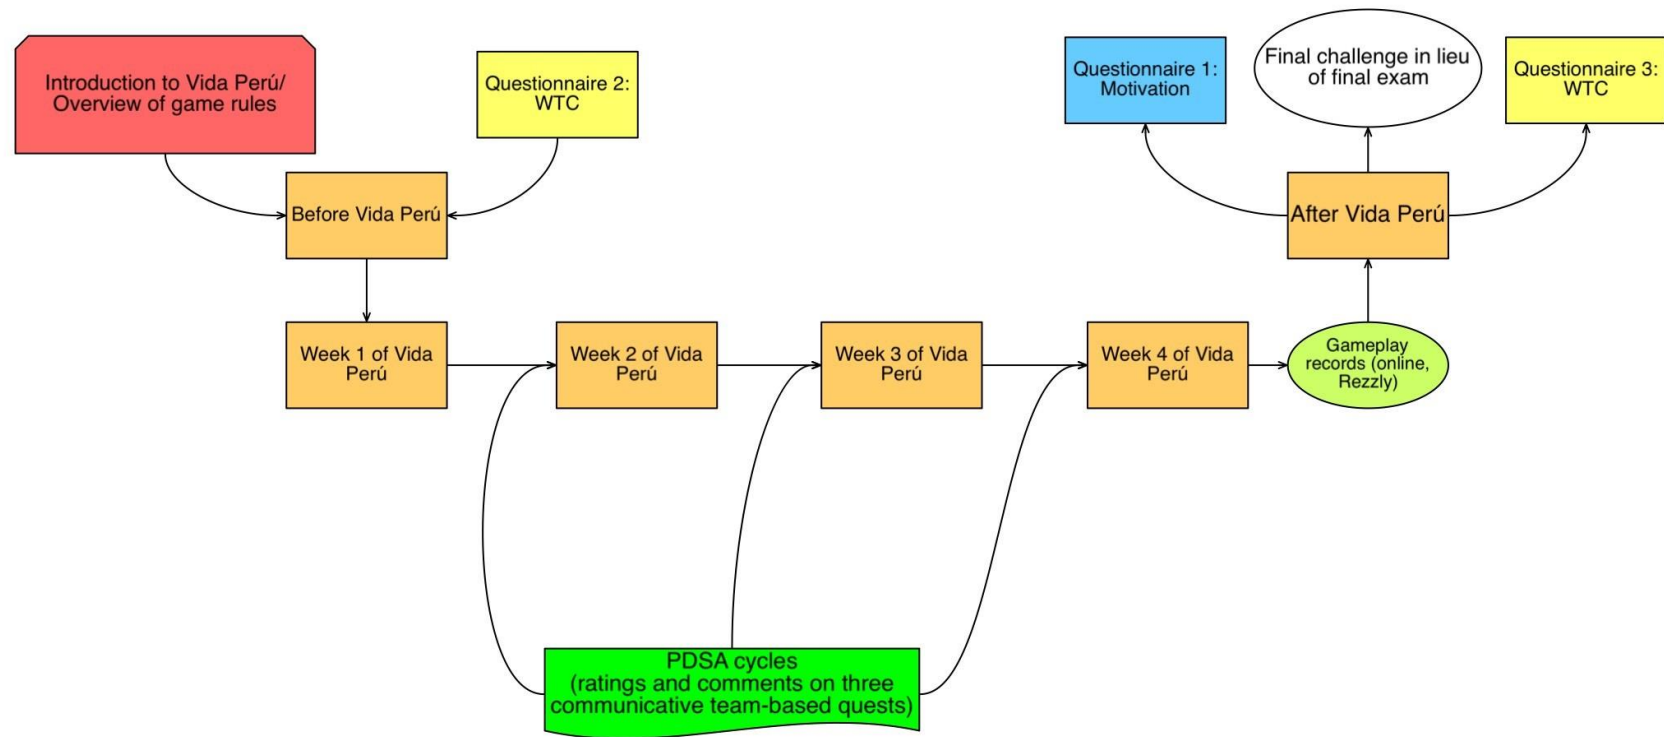 Introduction to Vida Perú/
Overview of game rules
Questionnaire 2:
WTC
Questionnaire 1:
Motivation
Final challenge in lieu
of final exam
Questionnaire 3:
WTC
Before Vida Perú
After Vida Perú
Week 1 of Vida
Perú
Week 2 of Vida
Perú
Week 3 of Vida
Perú
Week 4 of Vida
Perú
Gameplay
records (online,
Rezzly)
PDSA cycles
(ratings and comments on three
communicative team-based quests)